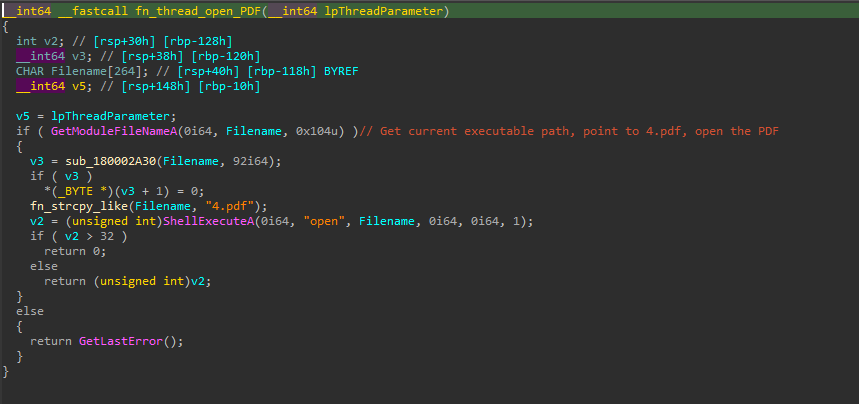 __int64 __fastcall fn_thread_open_PDF(__int64 lpThreadParameter)
{
  int v2; // [rsp+30h] [rbp-128h]
  __int64 v3; // [rsp+38h] [rbp-120h]
  CHAR Filename[264]; // [rsp+40h] [rbp-118h] BYREF
  __int64 v5; // [rsp+148h] [rbp-10h]

  v5 = lpThreadParameter;
  if ( GetModuleFileNameA(0i64, Filename, 0x104u) )// Get current executable path, point to 4.pdf, open the PDF
  {
    v3 = sub_180002A30(Filename, 92i64);
    if ( v3 )
      *(_BYTE *)(v3 + 1) = 0;
    fn_strcpy_like(Filename, "4.pdf");
    v2 = (unsigned int)ShellExecuteA(0i64, "open", Filename, 0i64, 0i64, 1);
    if ( v2 > 32 )
      return 0;
    else
      return (unsigned int)v2;
  }
  else
  {
    return GetLastError();
  }
}